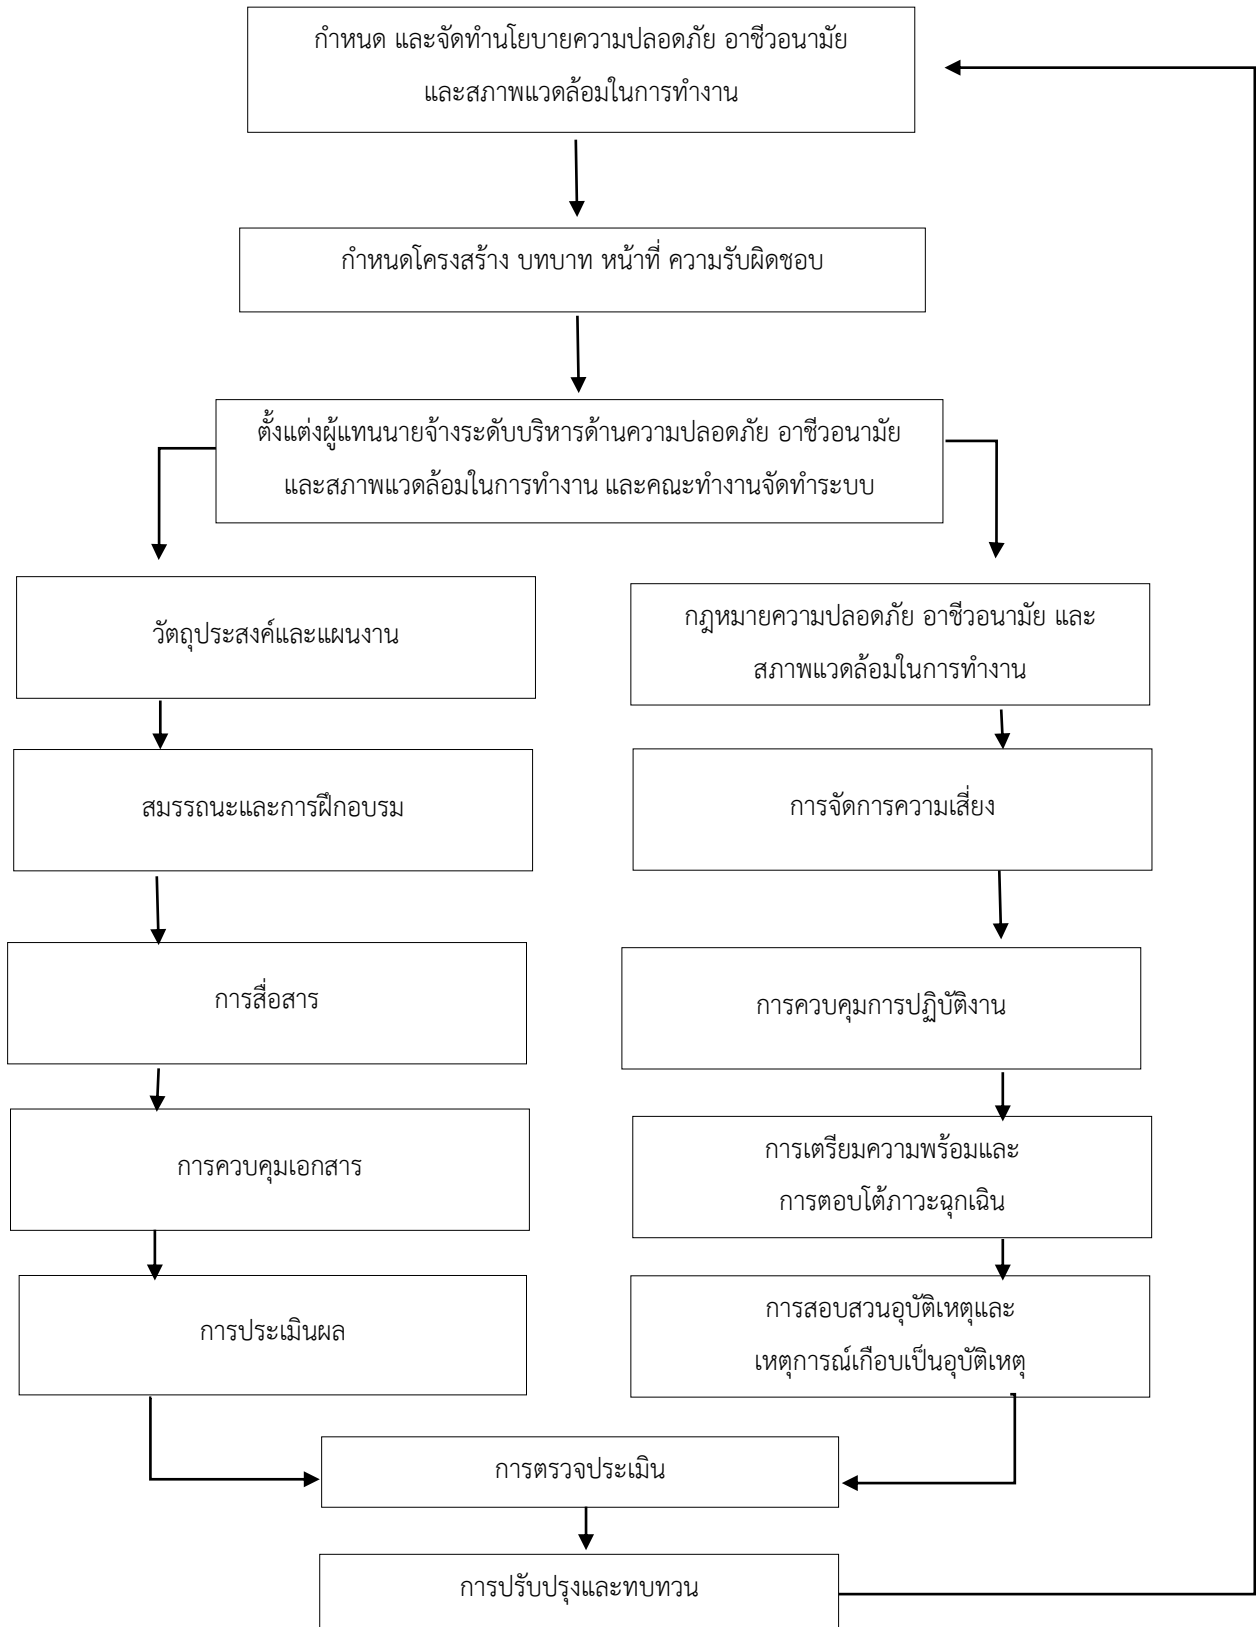 กำหนด และจัดทำนโยบายความปลอดภัย อาชีวอนามัย
และสภาพแวดล้อมในการทำงาน
กำหนดโครงสร้าง บทบาท หน้าที่ ความรับผิดชอบ
ตั้งแต่งผู้แทนนายจ้างระดับบริหารด้านความปลอดภัย อาชีวอนามัย
และสภาพแวดล้อมในการทำงาน และคณะทำงานจัดทำระบบ
วัตถุประสงค์และแผนงาน
สมรรถนะและการฝึกอบรม
การสื่อสาร
การควบคุมเอกสาร
การประเมินผล
กฎหมายความปลอดภัย อาชีวอนามัย และ
สภาพแวดล้อมในการทำงาน
การจัดการความเสี่ยง
การควบคุมการปฏิบัติงาน
การเตรียมความพร้อมและ
การตอบโต้ภาวะฉุกเฉิน
การสอบสวนอุบัติเหตุและ
เหตุการณ์เกือบเป็นอุบัติเหตุ
การตรวจประเมิน
การปรับปรุงและทบทวน